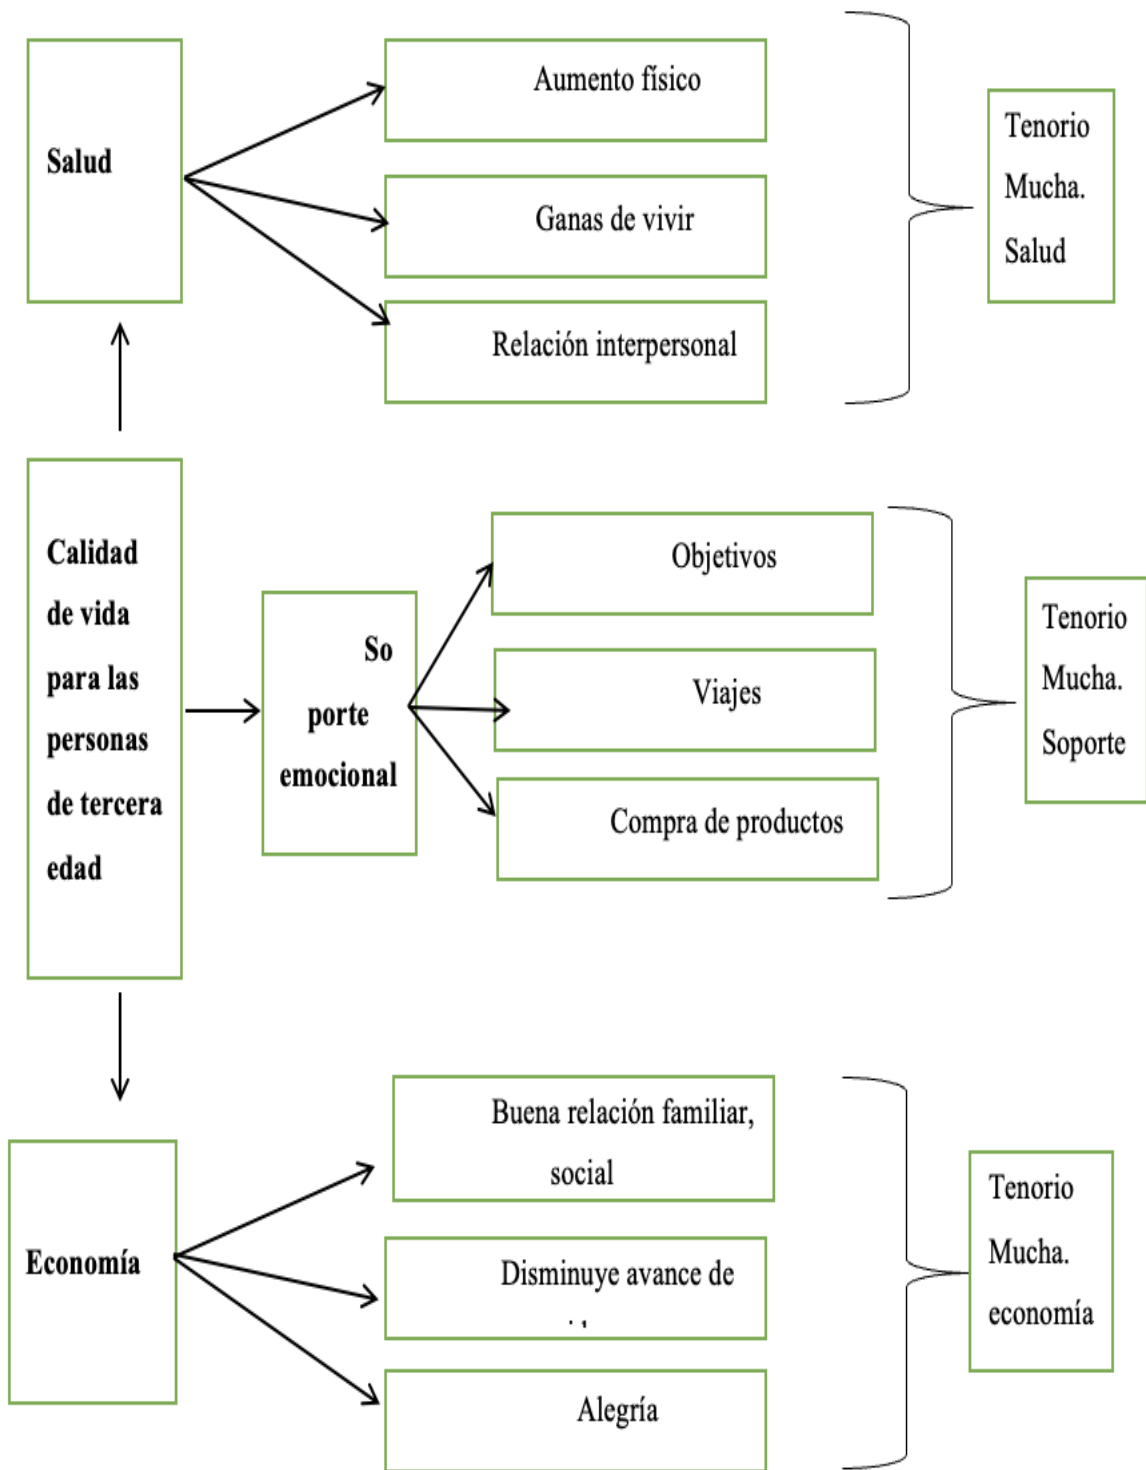 Salud
Aumento físico
Ganas de vivir
Relación interpersonal
Tenorio
Mucha.
Salud
Calidad
de vida
para las
personas
de tercera
edad
So
porte
emocional
Objetivos
Viajes
Compra de productos
Tenorio
Mucha.
Soporte
Economía
Buena relación familiar,
social
Disminuye avance de
Alegría
Tenorio
Mucha.
economía